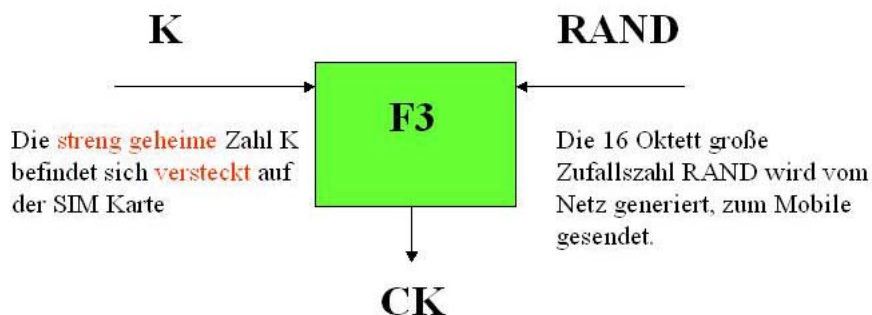 K
RAND
F3
Die streng geheime Zahl K
befindet sich versteckt auf
der SIM Karte
Die 16 Oktett große
Zufallszahl RAND wird vom
Netz generiert, zum Mobile
gesendet.
CK